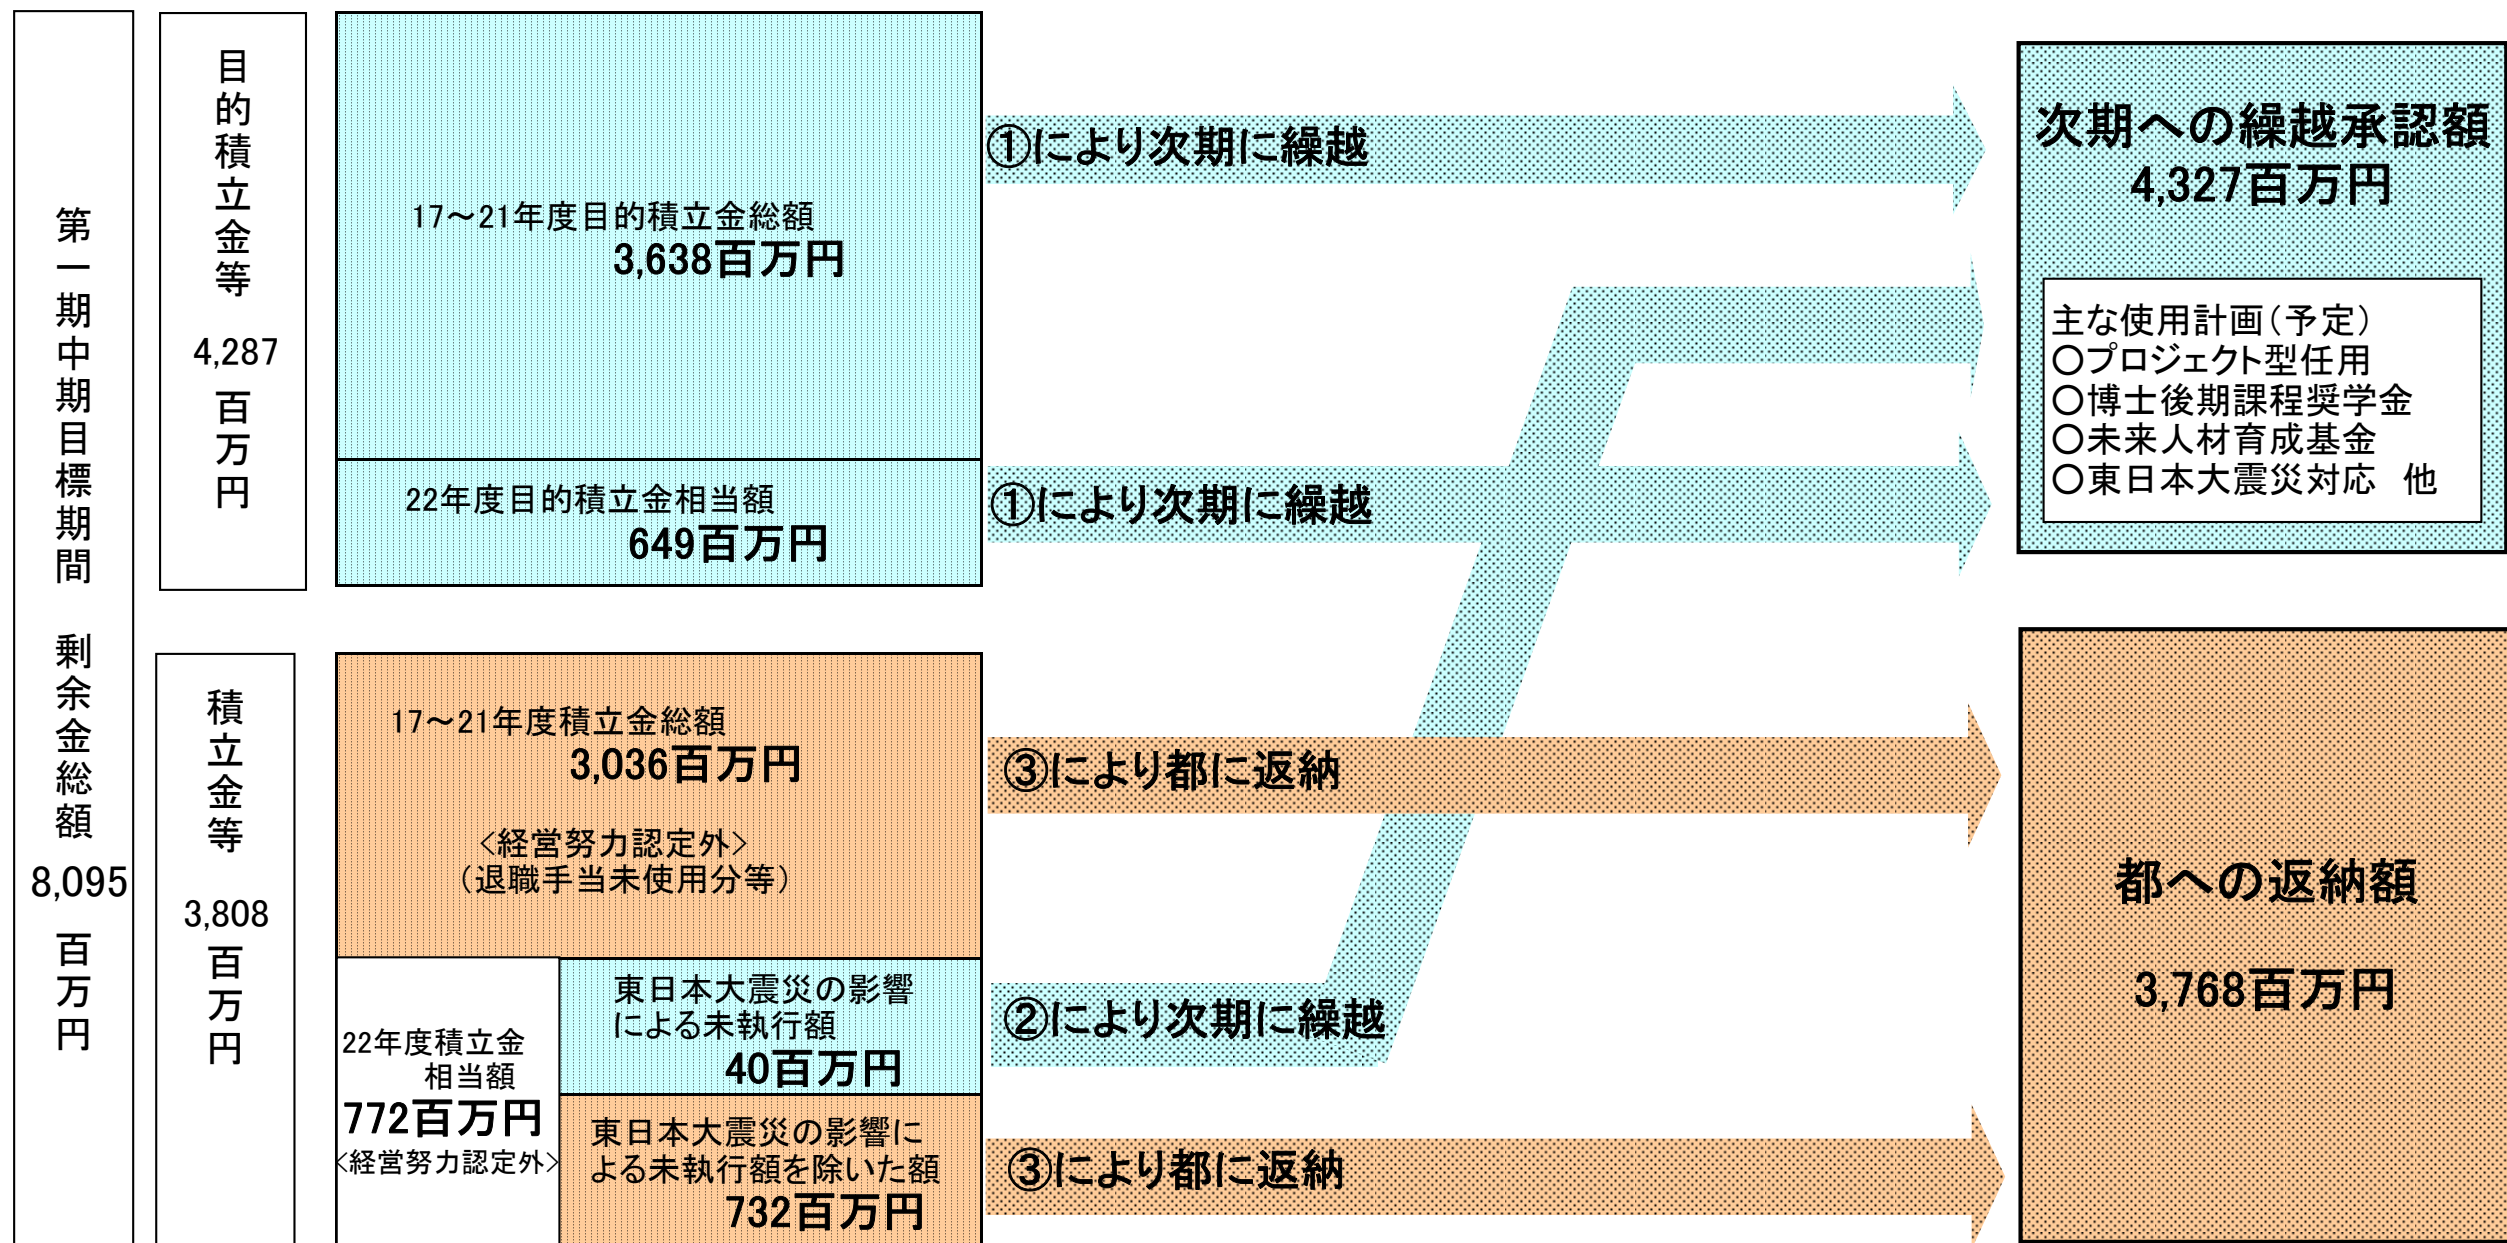 第一期中期目標期間　剰余金総額
8,095
百万円
目的積立金等
4,287
百万円
17～21年度目的積立金総額
3,638百万円
22年度目的積立金相当額
649百万円
①により次期に繰越
①により次期に繰越
次期への繰越承認額
4,327百万円
主な使用計画（予定）
○プロジェクト型任用
○博士後期課程奨学金
○未来人材育成基金
○東日本大震災対応　他
積立金等
3,808
百万円
17～21年度積立金総額
3,036百万円
<経営努力認定外>
（退職手当未使用分等）
22年度積立金
相当額
772百万円
<経営努力認定外>
東日本大震災の影響
による未執行額
40百万円
東日本大震災の影響に
よる未執行額を除いた額
732百万円
③により都に返納
②により次期に繰越
③により都に返納
都への返納額
3,768百万円